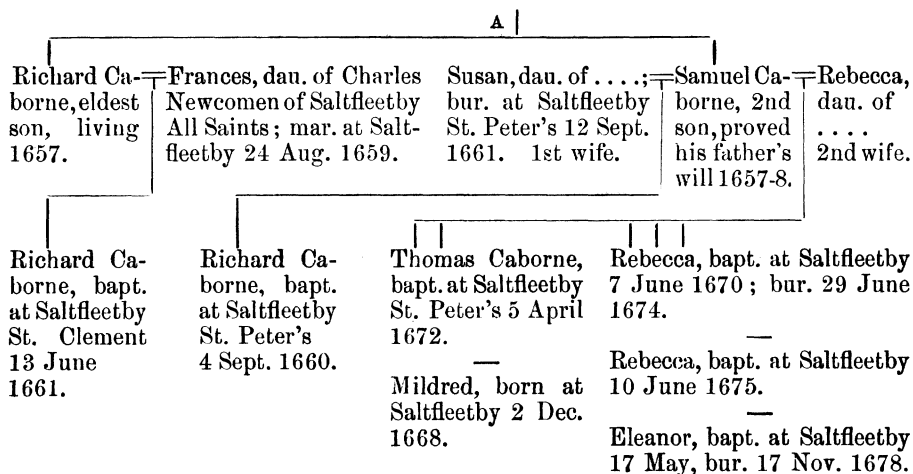 A
Richard Ca-
borne, eldest
son, living
1657.
Frances, dau. of Charles
Newcomen of Saltfleetby
All Saints; mar. at Salt-
fleetby 24 Aug. 1659.
Susan, dau. of ....;
bur. at Saltfleetby
St. Peter's 12 Sept.
1661. 1st wife.
Samuel Ca-
borne, 2nd
son, proved
his father's
will 1657-8.
Rebecca,
dau. of
....
2nd wife.
Richard Ca-
borne, bapt.
at Saltfleetby
St. Clement
13 June
1661.
Richard Ca-
borne, bapt.
at Saltfleetby
St. Peter's
4 Sept. 1660.
Thomas Caborne,
bapt. at Saltfleetby
St. Peter's 5 April
1672.
—
Mildred, born at
Saltfleetby 2 Dec.
1668.
Rebecca, bapt. at Saltfleetby
7 June 1670; bur. 29 June
1674.
—
Rebecca, bapt. at Saltfleetby
10 June 1675.
—
Eleanor, bapt. at Saltfleetby
17 May, bur. 17 Nov. 1678.